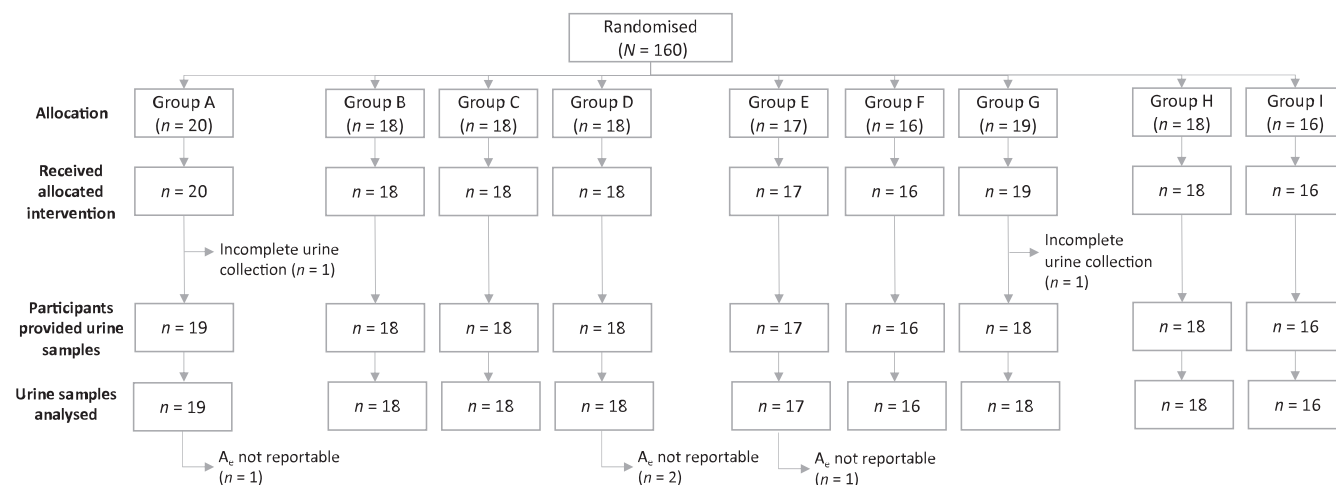 Randomised
(N = 160)
Allocation
Group A
(n = 20)
Group B
(n = 18)
Group C
(n = 18)
Group D
(n = 18)
Group E
(n = 17)
Group F
(n = 16)
Group G
(n = 19)
Group H
(n = 18)
Group I
(n = 16)
Received
allocated
intervention
n = 20
n = 18
n = 18
n = 18
n = 17
n = 16
n = 19
n = 18
n = 16
Incomplete urine
collection (n = 1)
Incomplete
urine collection
(n = 1)
Participants
provided urine
samples
n = 19
n = 18
n = 18
n = 18
n = 17
n = 16
n = 18
n = 18
n = 16
Urine samples
analysed
n = 19
n = 18
n = 18
n = 18
n = 17
n = 16
n = 18
n = 18
n = 16
Ae not reportable
(n = 1)
Ae not reportable
(n = 2)
Ae not reportable
(n = 1)